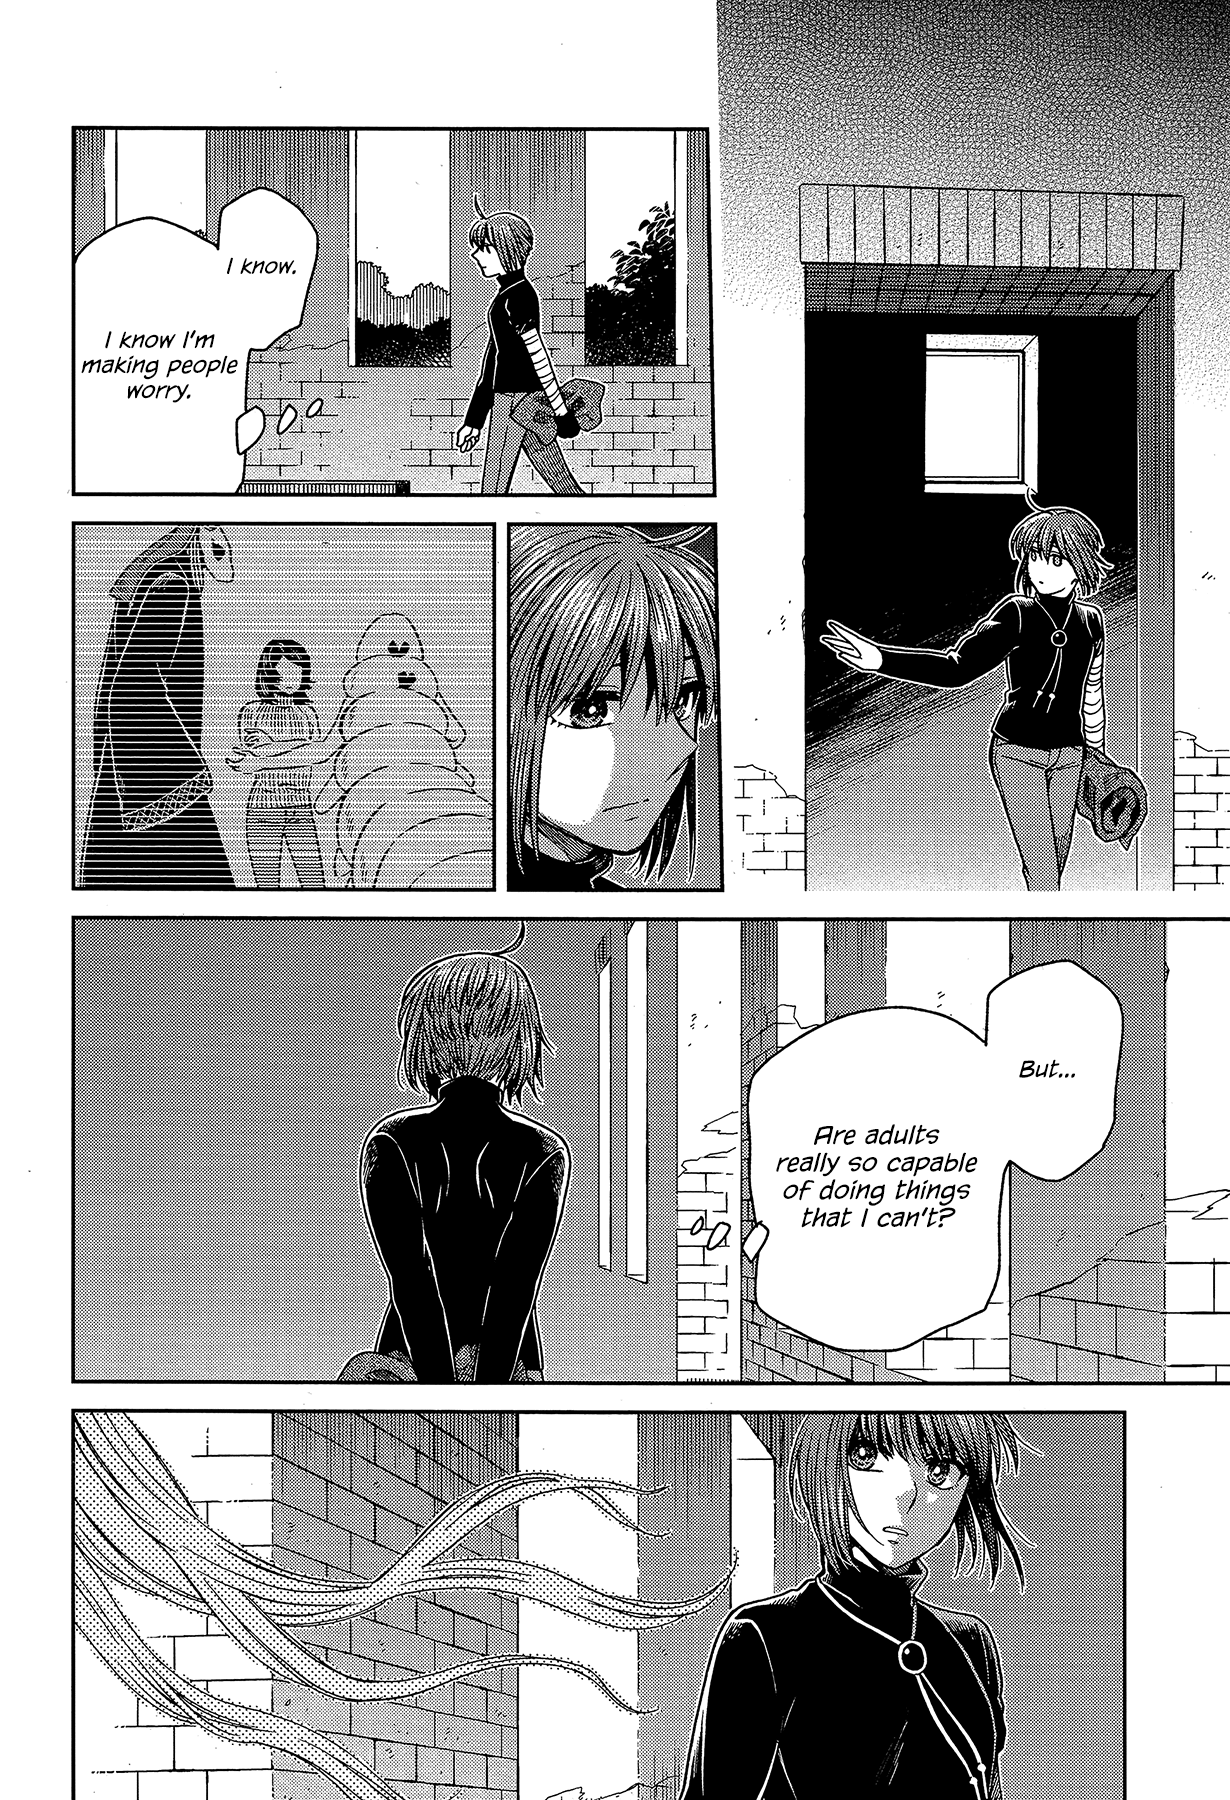 I know.
I know I'm
making people
worry.
But...
Are adults
really so capable
of doing things
that I can't?